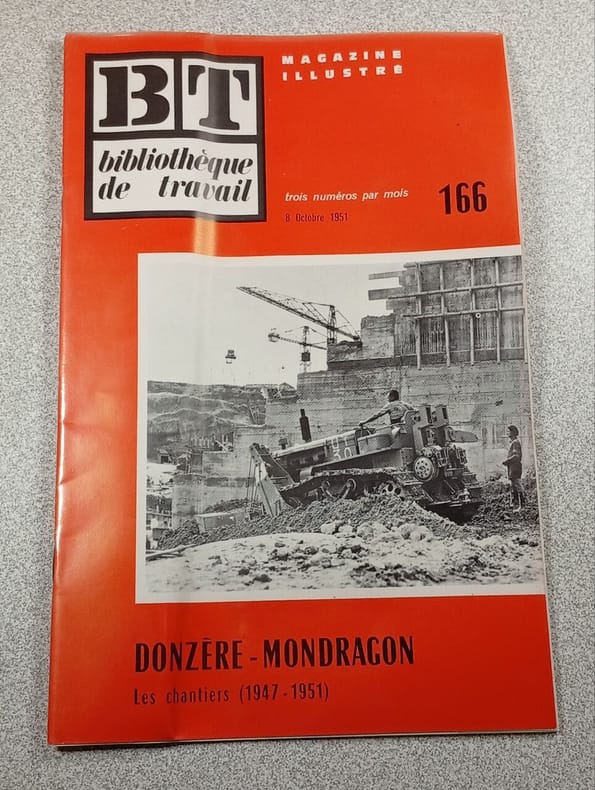 BT
bibliothèque
de travail
MAGAZINE
ILLUSTRÉ
trois numéros par mois
8 Octobre 1951
166
DONZÈRE-MONDRAGON
Les chantiers (1947-1951)